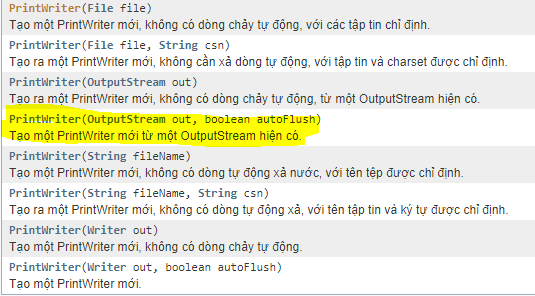 PrintWriter(File file)
Tạo một PrintWriter mới, không có dòng chảy tự động, với các tập tin chỉ định.
PrintWriter(File file, String csn)
Tạo ra một PrintWriter mới, không cần xả dòng tự động, với tập tin và charset được chỉ định.
PrintWriter(OutputStream out)
Tạo ra một PrintWriter mới, không có dòng chảy tự động, từ một OutputStream hiện có.
PrintWriter(OutputStream out, boolean autoFlush)
Tạo một PrintWriter mới từ một OutputStream hiện có.
PrintWriter(String fileName)
Tạo một PrintWriter mới, không có dòng tự động xả nước, với tên tệp được chỉ định.
PrintWriter(String fileName, String csn)
Tạo ra một PrintWriter mới, không có dòng tự động xả, với tên tập tin và ký tự được chỉ định.
PrintWriter(Writer out)
Tạo một PrintWriter mới, không có dòng chảy tự động.
PrintWriter(Writer out, boolean autoFlush)
Tạo một PrintWriter mới.